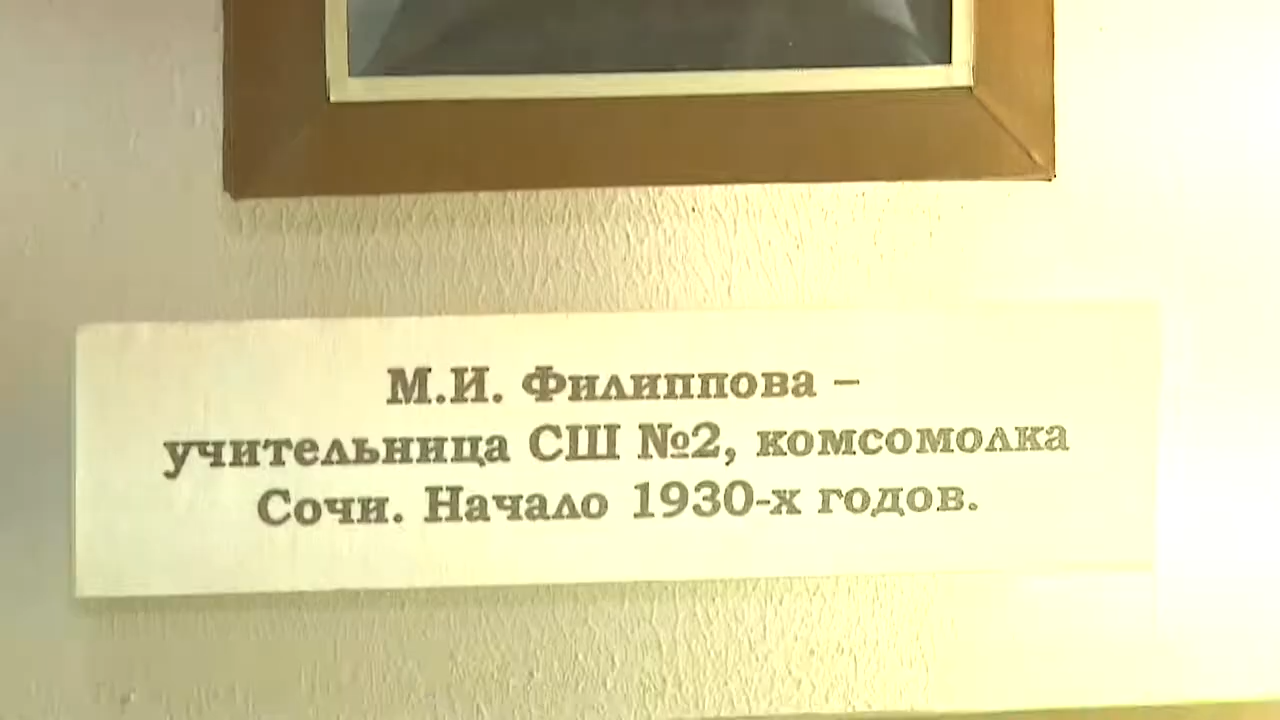 М.И. Филиппова –
учительница СШ №2, комсомолка
Сочи. Начало 1930-х годов.